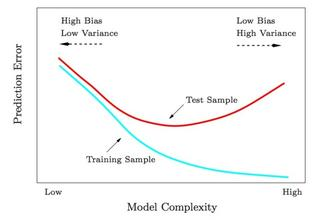 High Bias
Low Variance
Low Bias
High Variance
Prediction Error
Test Sample
Training Sample
Low
High
Model Complexity